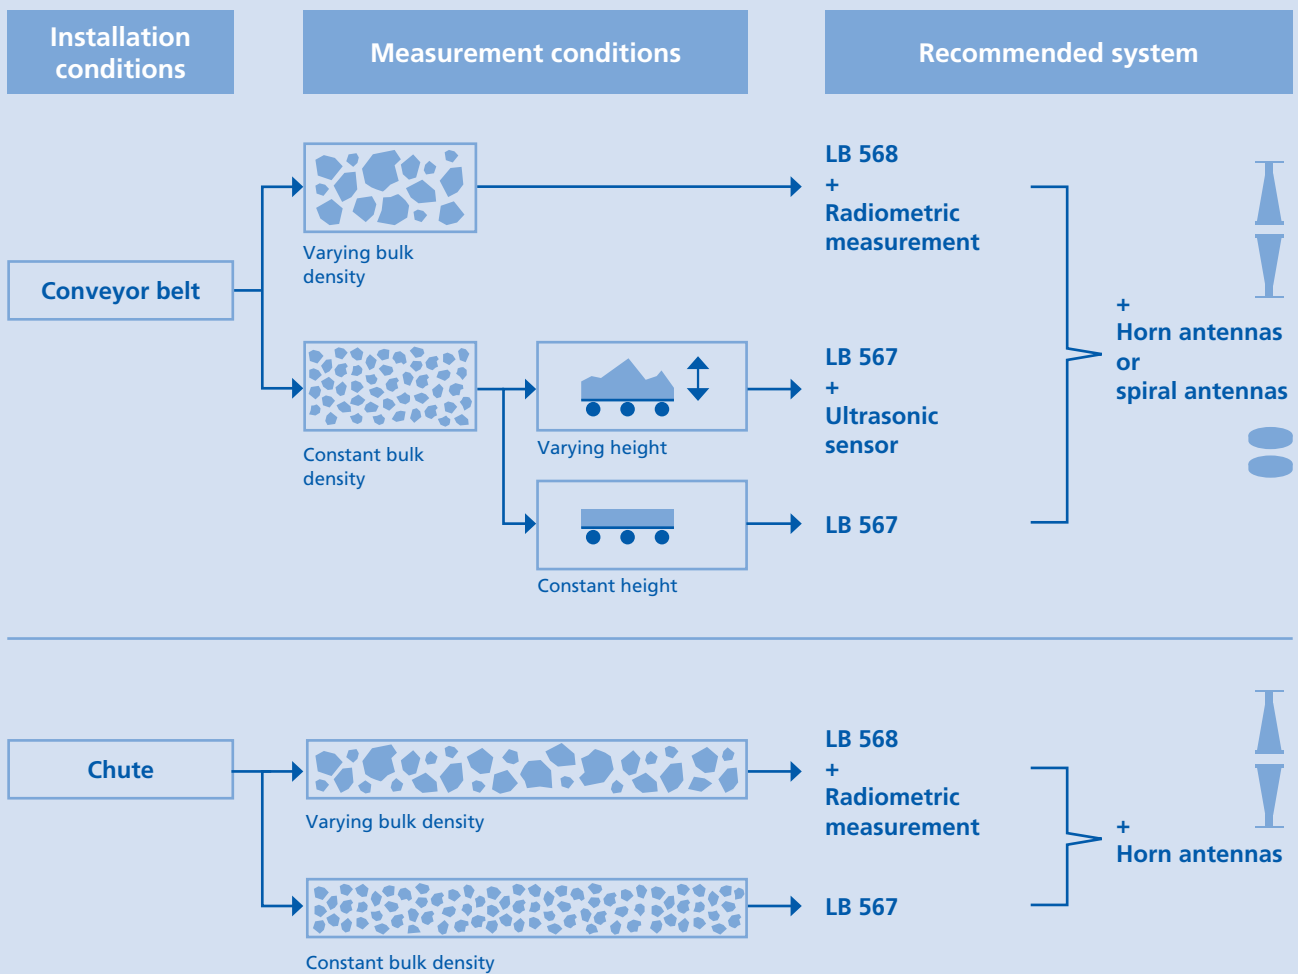 Installation
conditions
Measurement conditions
Recommended system
Conveyor belt
Varying bulk
density
LB 568
+
Radiometric
measurement
Constant bulk
density
Varying height
LB 567
+
Ultrasonic
sensor
Constant height
LB 567
+
Horn antennas
or
spiral antennas
Chute
Varying bulk density
LB 568
+
Radiometric
measurement
Constant bulk density
LB 567
+
Horn antennas